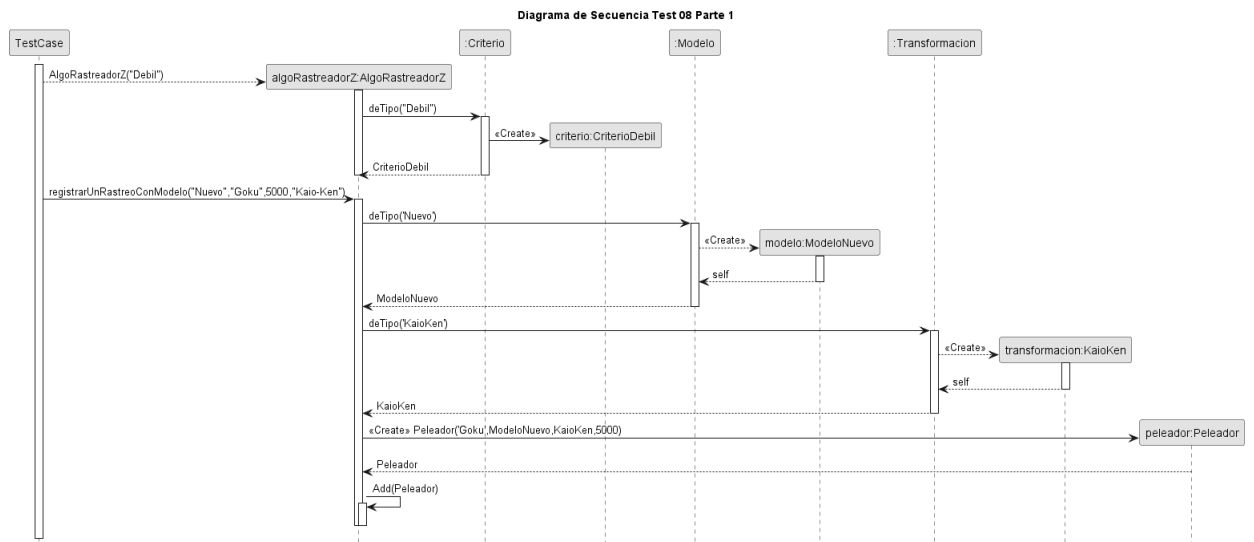 Diagrama de Secuencia Test 08 Parte 1
TestCase
:Criterio
:Modelo
:Transformacion
AlgoRastreadorZ("Debil")
algoRastreadorZ:AlgoRastreadorZ
deTipo("Debil")
«Create»
criterio:CriterioDebil
CriterioDebil
registrarUnRastreoConModelo("Nuevo","Goku",5000,"Kaio-Ken")
deTipo('Nuevo')
«Create»
modelo:ModeloNuevo
self
ModeloNuevo
deTipo('KaioKen')
«Create»
transformacion:KaioKen
self
KaioKen
«Create» Peleador('Goku',ModeloNuevo,KaioKen,5000)
peleador:Peleador
Peleador
Add(Peleador)